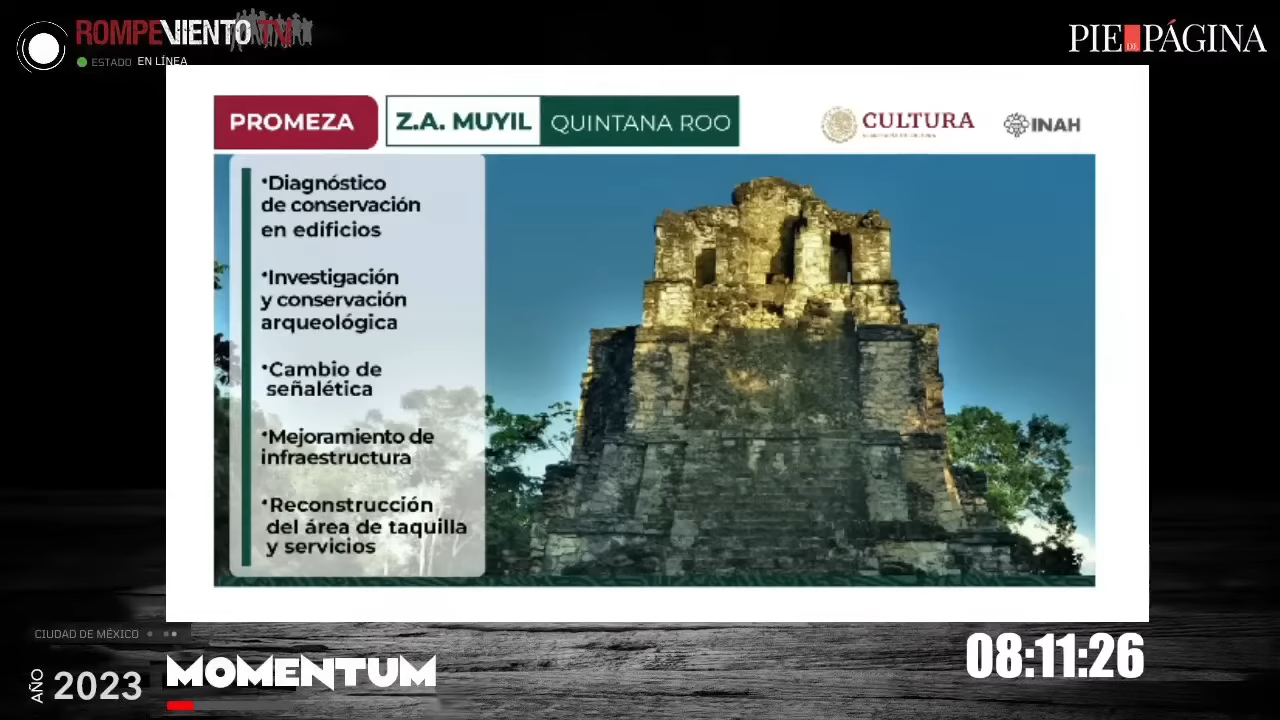 ROMPEVIENTO TV
ESTADO EN LÍNEA
PIE DE PÁGINA
PROMEZA
Z.A. MUYIL
QUINTANA ROO
CULTURA
INAH
•Diagnóstico
de conservación
en edificios
•Investigación
y conservación
arqueológica
•Cambio de
señalética
•Mejoramiento de
infraestructura
•Reconstrucción
del área de taquilla
y servicios
CIUDAD DE MÉXICO
AÑO 2023
MOMENTUM
08:11:26